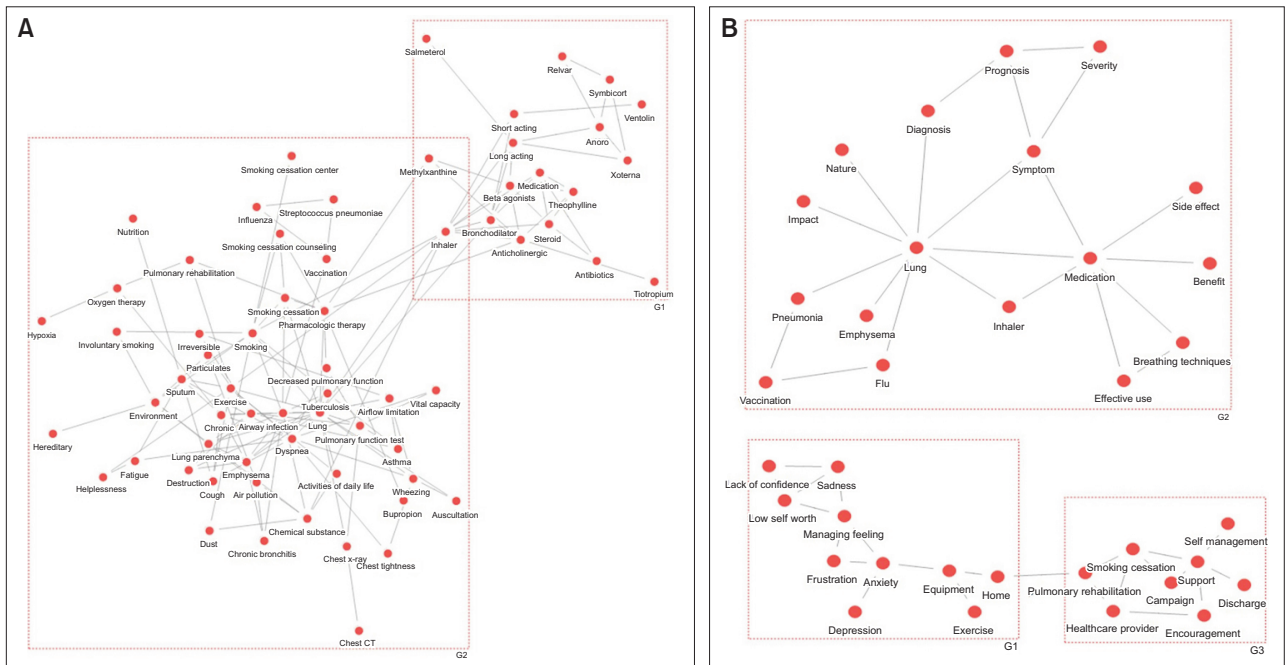 A
Salmeterol
Relvar
Symbicort
Ventolin
Short acting
Anoro
Long acting
Xoterna
Methylxanthine
Medication
Beta agonists
Theophylline
Inhaler
Bronchodilator
Steroid
Anticholinergic
Antibiotics
Tiotropium
G1
Smoking cessation center
Influenza
Streptococcus pneumoniae
Nutrition
Smoking cessation counseling
Pulmonary rehabilitation
Vaccination
Oxygen therapy
Smoking cessation
Pharmacologic therapy
Hypoxia
Involuntary smoking
Irreversible
Smoking
Particulates
Decreased pulmonary function
Sputum
Exercise
Tuberculosis
Airflow limitation
Vital capacity
Environment
Chronic
Airway infection
Lung
Pulmonary function test
Hereditary
Lung parenchyma
Dyspnea
Asthma
Fatigue
Helplessness
Destruction
Emphysema
Cough
Air pollution
Activities of daily life
Wheezing
Bupropion
Auscultation
Dust
Chemical substance
Chronic bronchitis
Chest x-ray
Chest tightness
Chest CT
G2
B
Prognosis
Severity
Diagnosis
Nature
Symptom
Impact
Side effect
Lung
Medication
Benefit
Pneumonia
Emphysema
Inhaler
Breathing techniques
Vaccination
Flu
Effective use
G2
Lack of confidence
Sadness
Low self worth
Managing feeling
Frustration
Anxiety
Equipment
Home
Depression
Exercise
G1
Self management
Smoking cessation
Support
Pulmonary rehabilitation
Campaign
Discharge
Healthcare provider
Encouragement
G3